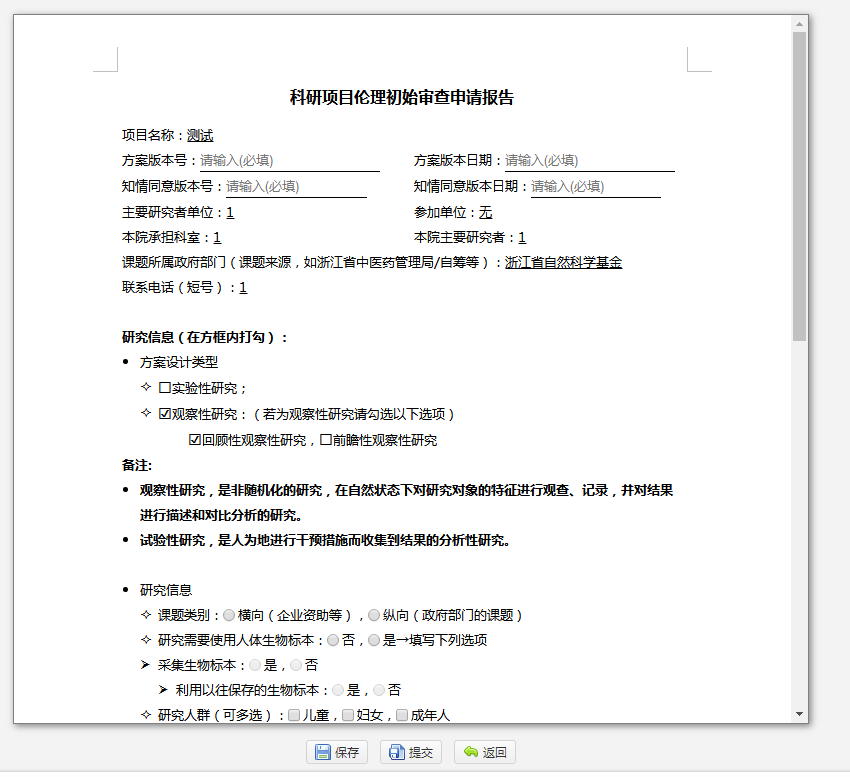 科研项目伦理初始审查申请报告
项目名称：测试
方案版本号：请输入(必填) 方案版本日期：请输入(必填)
知情同意版本号：请输入(必填) 知情同意版本日期：请输入(必填)
主要研究者单位：1 参加单位：无
本院承担科室：1 本院主要研究者：1
课题所属政府部门（课题来源，如浙江省中医药管理局/自筹等）：浙江省自然科学基金
联系电话（短号）：1
研究信息（在方框内打勾）：
• 方案设计类型
✧ ☐实验性研究；
✧ ☑观察性研究：（若为观察性研究请勾选以下选项）
☑回顾性观察性研究，☐前瞻性观察性研究
备注:
• 观察性研究，是非随机化的研究，在自然状态下对研究对象的特征进行观查、记录，并对结果
进行描述和对比分析的研究。
• 试验性研究，是人为地进行干预措施而收集到结果的分析性研究。
• 研究信息
✧ 课题类别：○横向（企业资助等），○纵向（政府部门的课题）
✧ 研究需要使用人体生物标本：○否，○是→填写下列选项
➤ 采集生物标本：○是，○否
➤ 利用以往保存的生物标本：○是，○否
✧ 研究人群（可多选）：☐儿童，☐妇女，☐成年人
保存 提交 返回